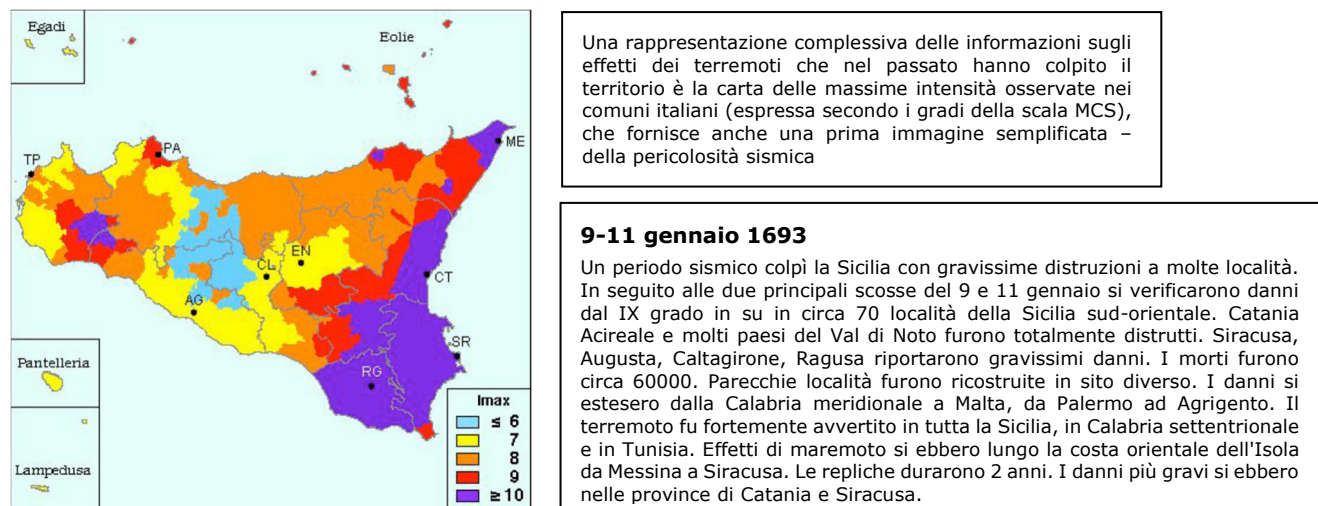 Egadi
Eolie
TP
PA
ME
EN
CL
CT
AG
SR
RG
Pantelleria
Lampedusa
Imax
≤ 6
7
8
9
≥ 10
Una rappresentazione complessiva delle informazioni sugli
effetti dei terremoti che nel passato hanno colpito il
territorio è la carta delle massime intensità osservate nei
comuni italiani (espressa secondo i gradi della scala MCS),
che fornisce anche una prima immagine semplificata –
della pericolosità sismica
9-11 gennaio 1693
Un periodo sismico colpì la Sicilia con gravissime distruzioni a molte località.
In seguito alle due principali scosse del 9 e 11 gennaio si verificarono danni
dal IX grado in su in circa 70 località della Sicilia sud-orientale. Catania
Acireale e molti paesi del Val di Noto furono totalmente distrutti. Siracusa,
Augusta, Caltagirone, Ragusa riportarono gravissimi danni. I morti furono
circa 60000. Parecchie località furono ricostruite in sito diverso. I danni si
estesero dalla Calabria meridionale a Malta, da Palermo ad Agrigento. Il
terremoto fu fortemente avvertito in tutta la Sicilia, in Calabria settentrionale
e in Tunisia. Effetti di maremoto si ebbero lungo la costa orientale dell'Isola
da Messina a Siracusa. Le repliche durarono 2 anni. I danni più gravi si ebbero
nelle province di Catania e Siracusa.